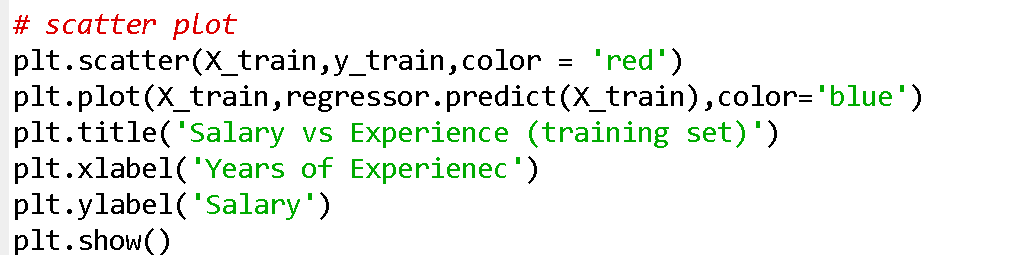 # scatter plot
plt.scatter(X_train,y_train,color = 'red')
plt.plot(X_train,regressor.predict(X_train),color='blue')
plt.title('Salary vs Experience (training set)')
plt.xlabel('Years of Experienec')
plt.ylabel('Salary')
plt.show()